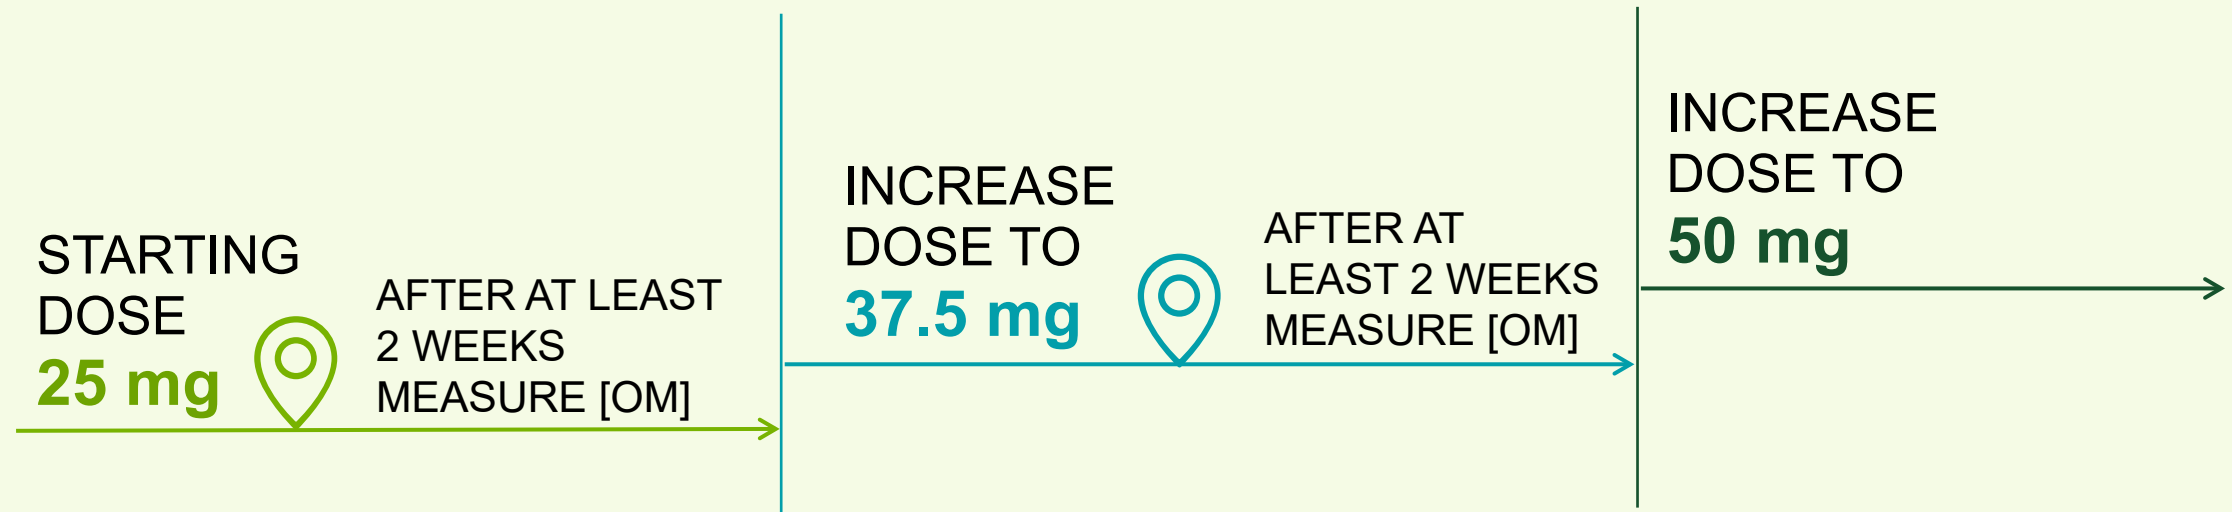 STARTING
DOSE
25 mg
AFTER AT LEAST
2 WEEKS
MEASURE [OM]
INCREASE
DOSE TO
37.5 mg
AFTER AT
LEAST 2 WEEKS
MEASURE [OM]
INCREASE
DOSE TO
50 mg